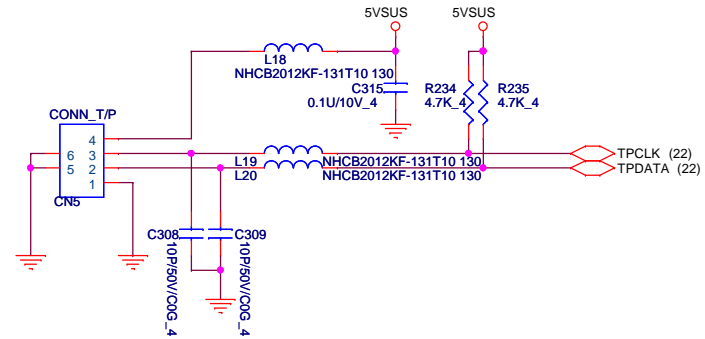 5VSUS
5VSUS
L18
NHCB2012KF-131T10 130
C315
0.1U/10V_4
R234
4.7K_4
R235
4.7K_4
CONN_T/P
4
6
3
5
2
1
CN5
L19
NHCB2012KF-131T10 130
L20
NHCB2012KF-131T10 130
TPCLK (22)
TPDATA (22)
C308
10P/50V/C0G_4
C309
10P/50V/C0G_4